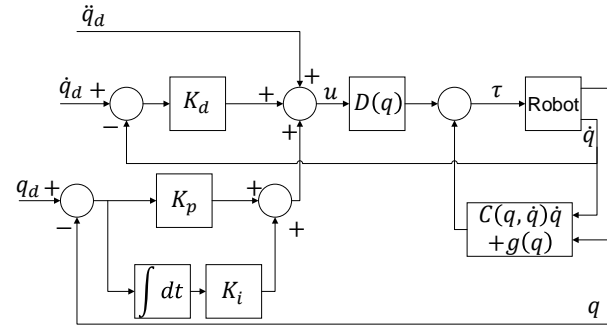 q̈_d
q̇_d + − K_d + + + u D(q) τ Robot q̇
q_d + − K_p + + C(q, q̇)q̇
+g(q)
∫ dt K_i
q